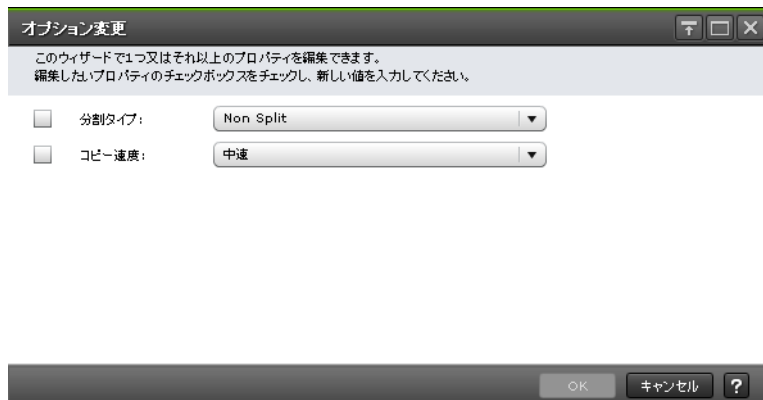 オプション変更
このウィザードで1つ又はそれ以上のプロパティを編集できます。
編集したいプロパティのチェックボックスをチェックし、新しい値を入力してください。
分割タイプ: Non Split
コピー速度: 中速
OK キャンセル ?